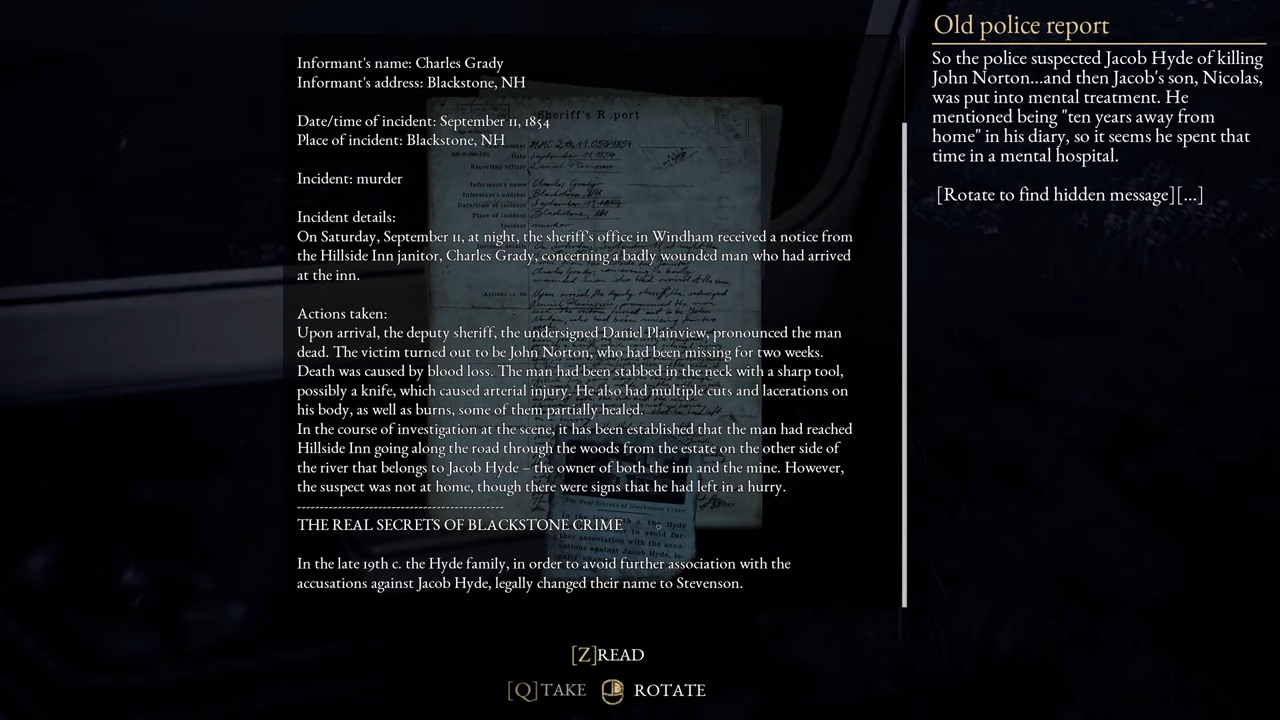 Informant's name: Charles Grady
Informant's address: Blackstone, NH
Date/time of incident: September 11, 1854
Place of incident: Blackstone, NH
Incident: murder
Incident details:
On Saturday, September 11, at night, the sheriff's office in Windham received a notice from
the Hillside Inn janitor, Charles Grady, concerning a badly wounded man who had arrived
at the inn.
Actions taken:
Upon arrival, the deputy sheriff, the undersigned Daniel Plainview, pronounced the man
dead. The victim turned out to be John Norton, who had been missing for two weeks.
Death was caused by blood loss. The man had been stabbed in the neck with a sharp tool,
possibly a knife, which caused arterial injury. He also had multiple cuts and lacerations on
his body, as well as burns, some of them partially healed.
In the course of investigation at the scene, it has been established that the man had reached
Hillside Inn going along the road through the woods from the estate on the other side of
the river that belongs to Jacob Hyde – the owner of both the inn and the mine. However,
the suspect was not at home, though there were signs that he had left in a hurry.
----------------------------------------------
THE REAL SECRETS OF BLACKSTONE CRIME
In the late 19th c. the Hyde family, in order to avoid further association with the
accusations against Jacob Hyde, legally changed their name to Stevenson.
[Z]READ
[Q]TAKE ROTATE
Old police report
So the police suspected Jacob Hyde of killing
John Norton...and then Jacob's son, Nicolas,
was put into mental treatment. He
mentioned being "ten years away from
home" in his diary, so it seems he spent that
time in a mental hospital.
[Rotate to find hidden message][...]
Sheriff's R port